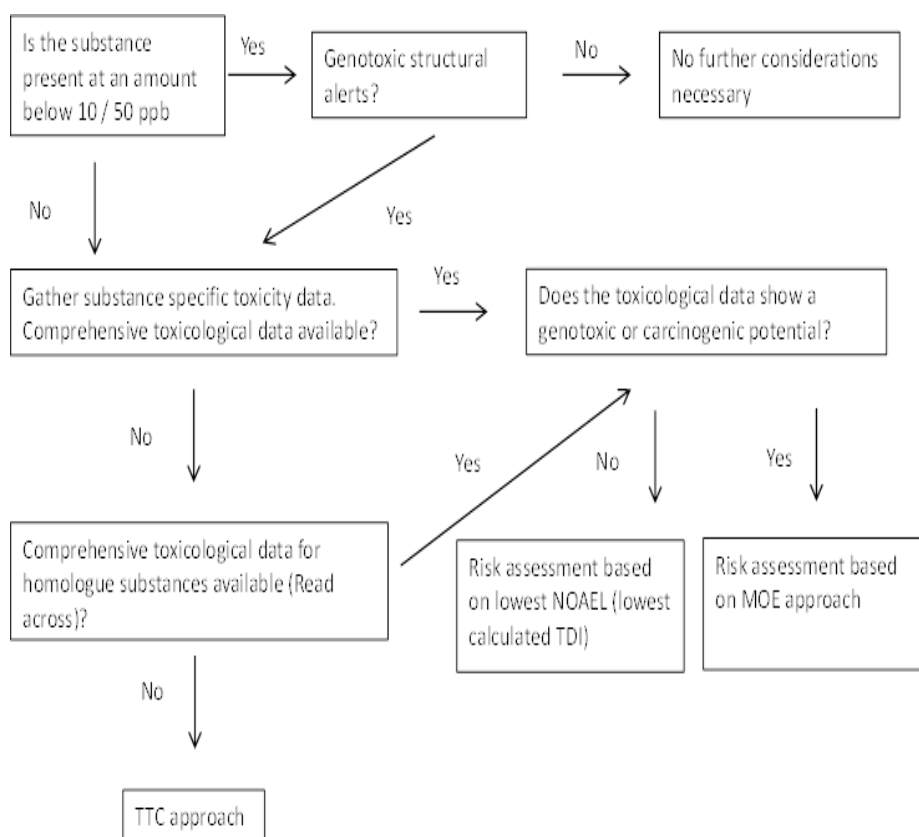 Is the substance
present at an amount
below 10 / 50 ppb
Yes
Genotoxic structural
alerts?
No
No further considerations
necessary
No
Yes
Gather substance specific toxicity data.
Comprehensive toxicological data available?
Yes
Does the toxicological data show a
genotoxic or carcinogenic potential?
No
Yes
No
Yes
Comprehensive toxicological data for
homologue substances available (Read
across)?
Risk assessment based
on lowest NOAEL (lowest
calculated TDI)
Risk assessment based
on MOE approach
No
TTC approach